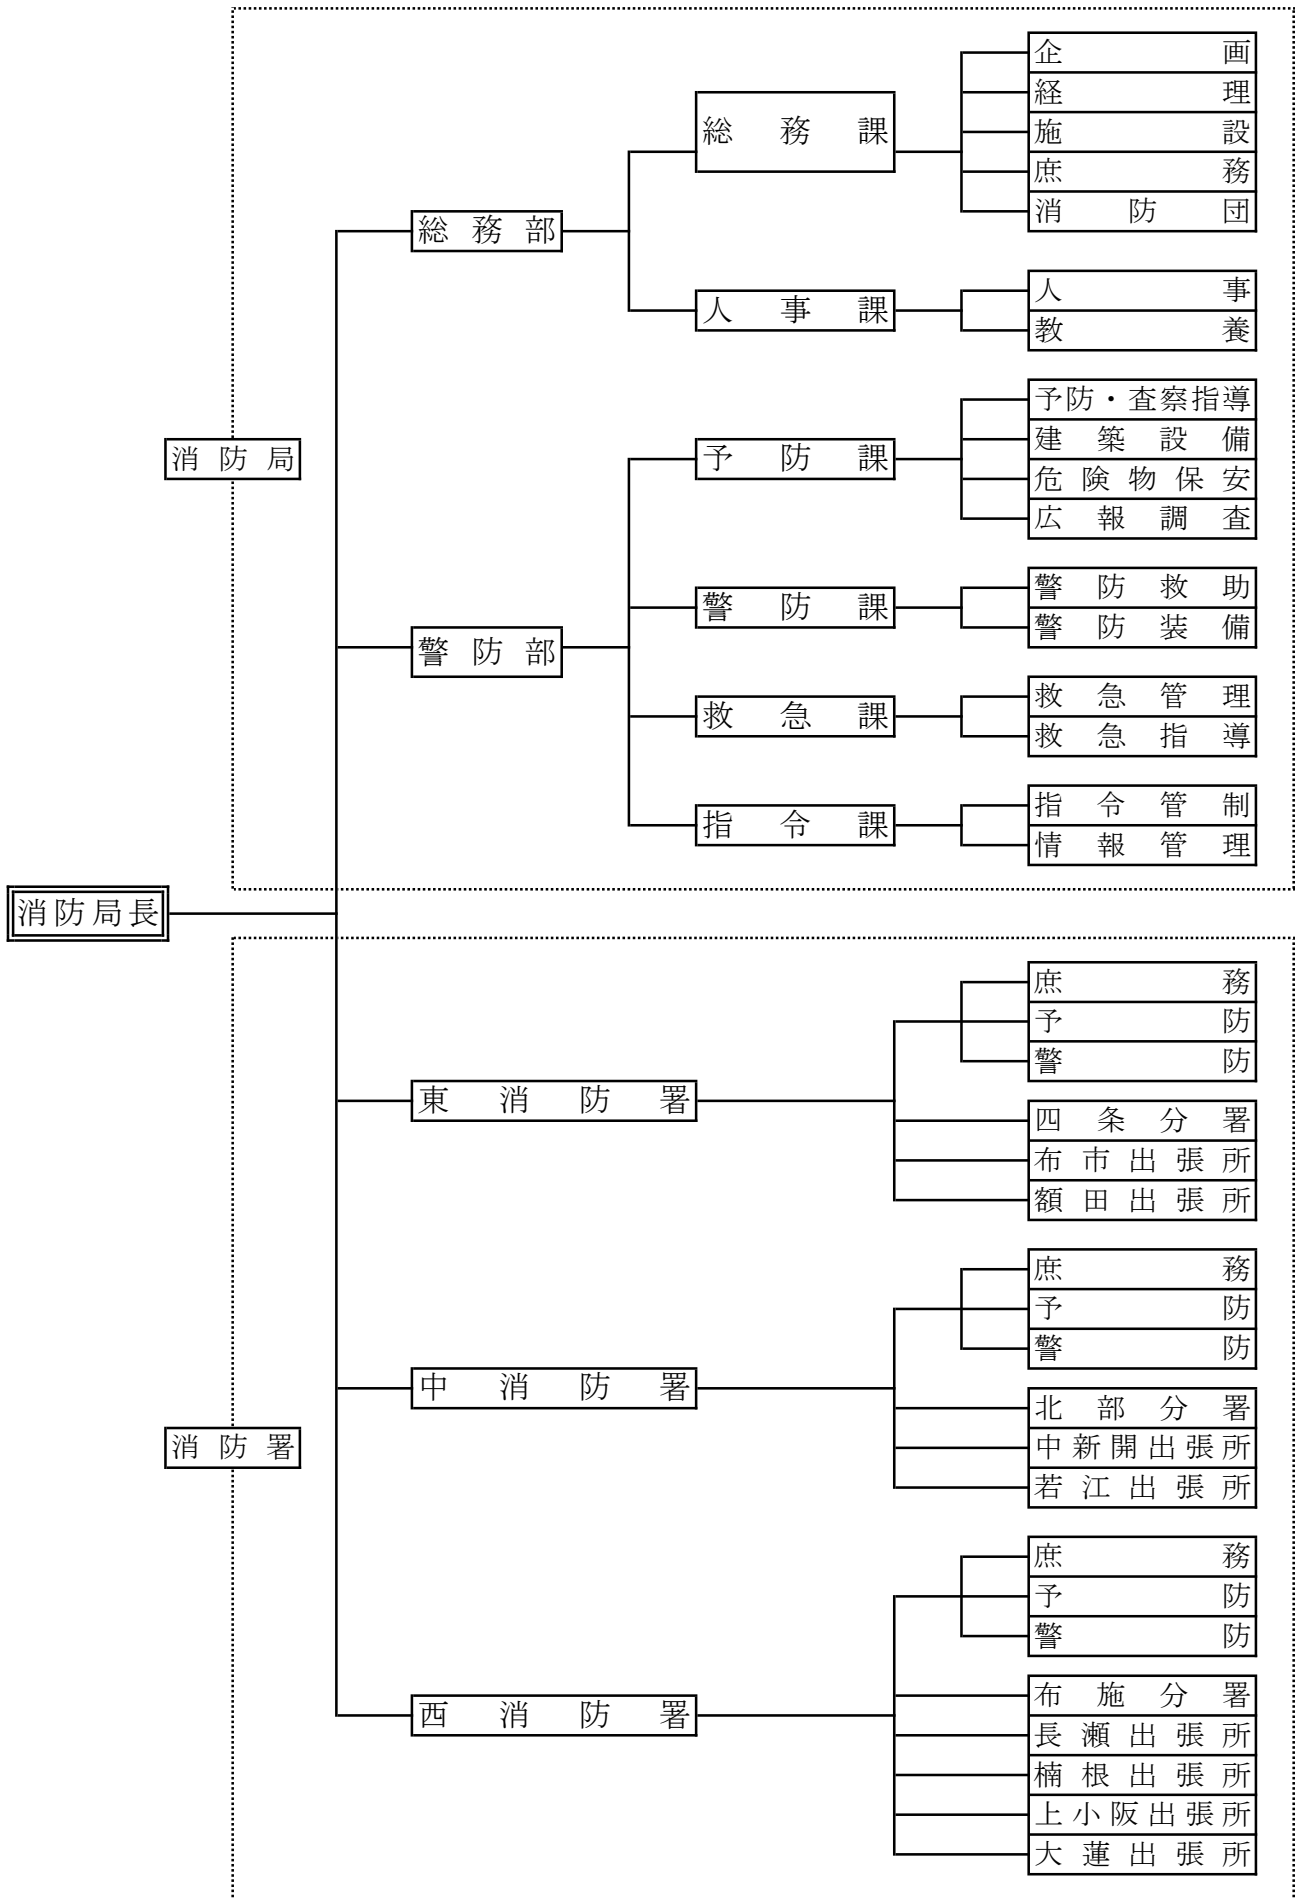 企画
経理
総務課
施設
庶務
消防団
総務部
人事
人事課
教養
予防・査察指導
建築設備
消防局
予防課
危険物保安
広報調査
警防救助
警防課
警防装備
警防部
救急管理
救急課
救急指導
指令管制
指令課
情報管理
消防局長
庶務
予防
警防
東消防署
四条分署
布市出張所
額田出張所
庶務
予防
警防
中消防署
北部分署
消防署
中新開出張所
若江出張所
庶務
予防
警防
布施分署
西消防署
長瀬出張所
楠根出張所
上小阪出張所
大蓮出張所